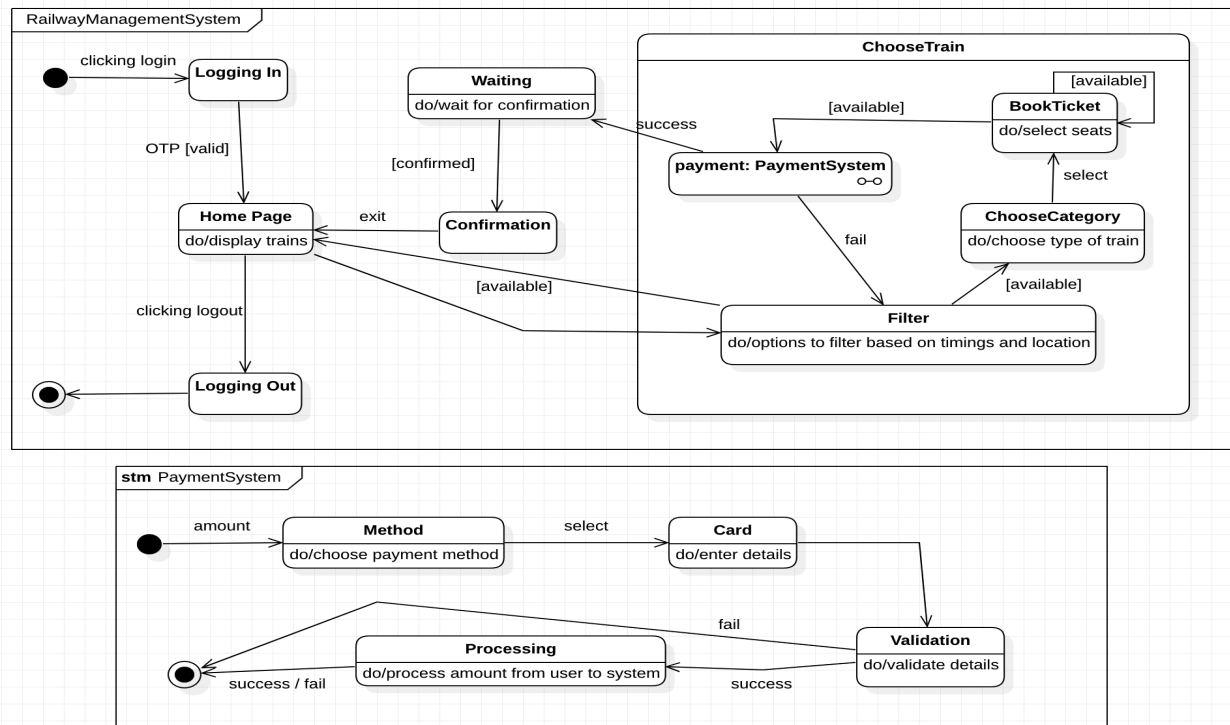 RailwayManagementSystem
clicking login
Logging In
OTP [valid]
Home Page
do/display trains
clicking logout
Logging Out
Waiting
do/wait for confirmation
[confirmed]
Confirmation
exit
success
[available]
ChooseTrain
[available]
BookTicket
do/select seats
[available]
payment: PaymentSystem
select
ChooseCategory
do/choose type of train
fail
[available]
Filter
do/options to filter based on timings and location
stm PaymentSystem
amount
Method
do/choose payment method
select
Card
do/enter details
Validation
do/validate details
fail
success
Processing
do/process amount from user to system
success / fail